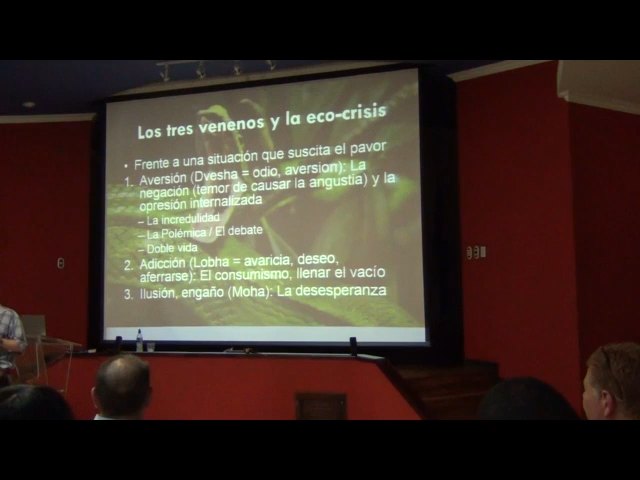 Los tres venenos y la eco-crisis
• Frente a una situación que suscita el pavor
1. Aversión (Dvesha = odio, aversion): La
negación (temor de causar la angustia) y la
opresión internalizada
– La incredulidad
– La Polémica / El debate
– Doble vida
2. Adicción (Lobha = avaricia, deseo,
aferrarse): El consumismo, llenar el vacío
3. Ilusión, engaño (Moha): La desesperanza